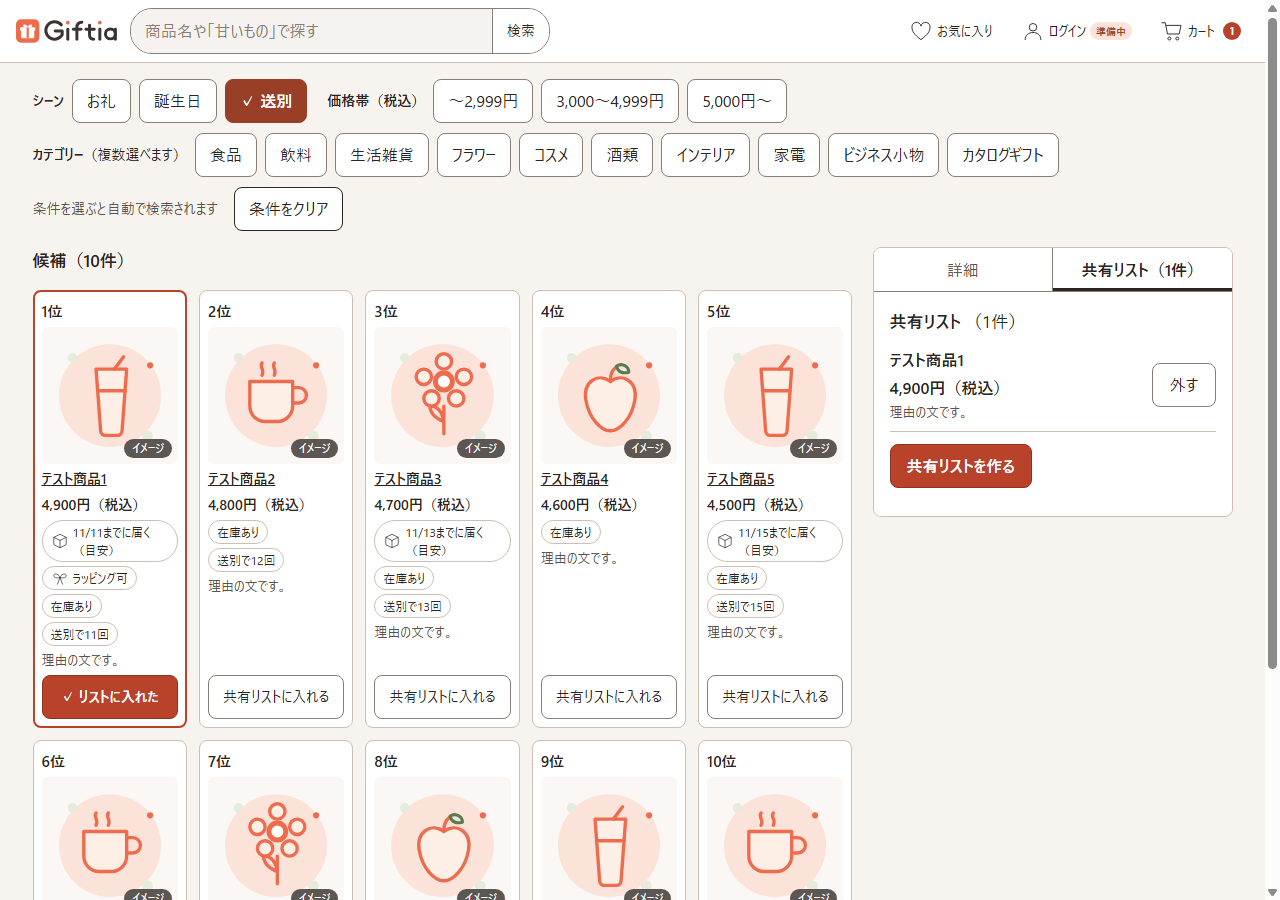 Giftia
商品名や「甘いもの」で探す
検索
お気に入り
ログイン 準備中
カート 1
シーン お礼 誕生日 ✓ 送別 価格帯（税込） ～2,999円 3,000～4,999円 5,000円～
カテゴリー（複数選べます） 食品 飲料 生活雑貨 フラワー コスメ 酒類 インテリア 家電 ビジネス小物 カタログギフト
条件を選ぶと自動で検索されます 条件をクリア
候補（10件）
1位
イメージ
テスト商品1
4,900円（税込）
11/11までに届く
（目安）
ラッピング可
在庫あり
送別で11回
理由の文です。
✓ リストに入れた
2位
イメージ
テスト商品2
4,800円（税込）
在庫あり
送別で12回
理由の文です。
共有リストに入れる
3位
イメージ
テスト商品3
4,700円（税込）
11/13までに届く
（目安）
在庫あり
送別で13回
理由の文です。
共有リストに入れる
4位
イメージ
テスト商品4
4,600円（税込）
在庫あり
理由の文です。
共有リストに入れる
5位
イメージ
テスト商品5
4,500円（税込）
11/15までに届く
（目安）
在庫あり
送別で15回
理由の文です。
共有リストに入れる
6位
イメージ
7位
イメージ
8位
イメージ
9位
イメージ
10位
イメージ
詳細
共有リスト（1件）
共有リスト（1件）
テスト商品1
4,900円（税込）
理由の文です。
外す
共有リストを作る